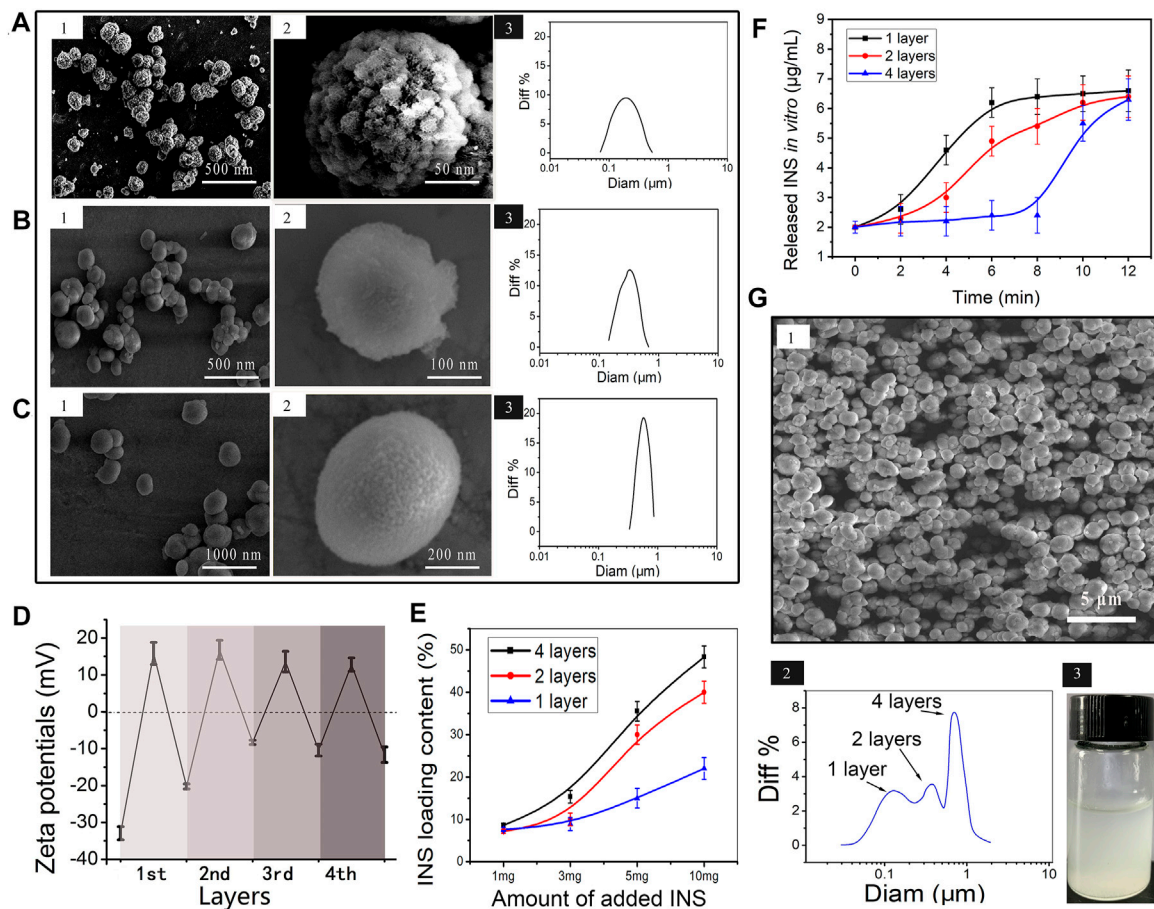 A
1
500 nm
2
50 nm
3
Diff %
20
15
10
5
0
0.01
0.1
1
10
Diam (µm)
B
1
500 nm
2
100 nm
3
Diff %
20
15
10
5
0
0.01
0.1
1
10
Diam (µm)
C
1
1000 nm
2
200 nm
3
Diff %
20
15
10
5
0
0.01
0.1
1
10
Diam (µm)
D
Zeta potentials (mV)
20
10
0
-10
-20
-30
-40
1st 2nd 3rd 4th
Layers
E
INS loading content (%)
50
40
30
20
10
0
4 layers
2 layers
1 layer
1mg 3mg 5mg 10mg
Amount of added INS
F
Released INS in vitro (µg/mL)
9
8
7
6
5
4
3
2
1
1 layer
2 layers
4 layers
0 2 4 6 8 10 12
Time (min)
G
1
5 µm
2
Diff %
8
6
4
2
0
4 layers
2 layers
1 layer
0.1 1 10
Diam (µm)
3